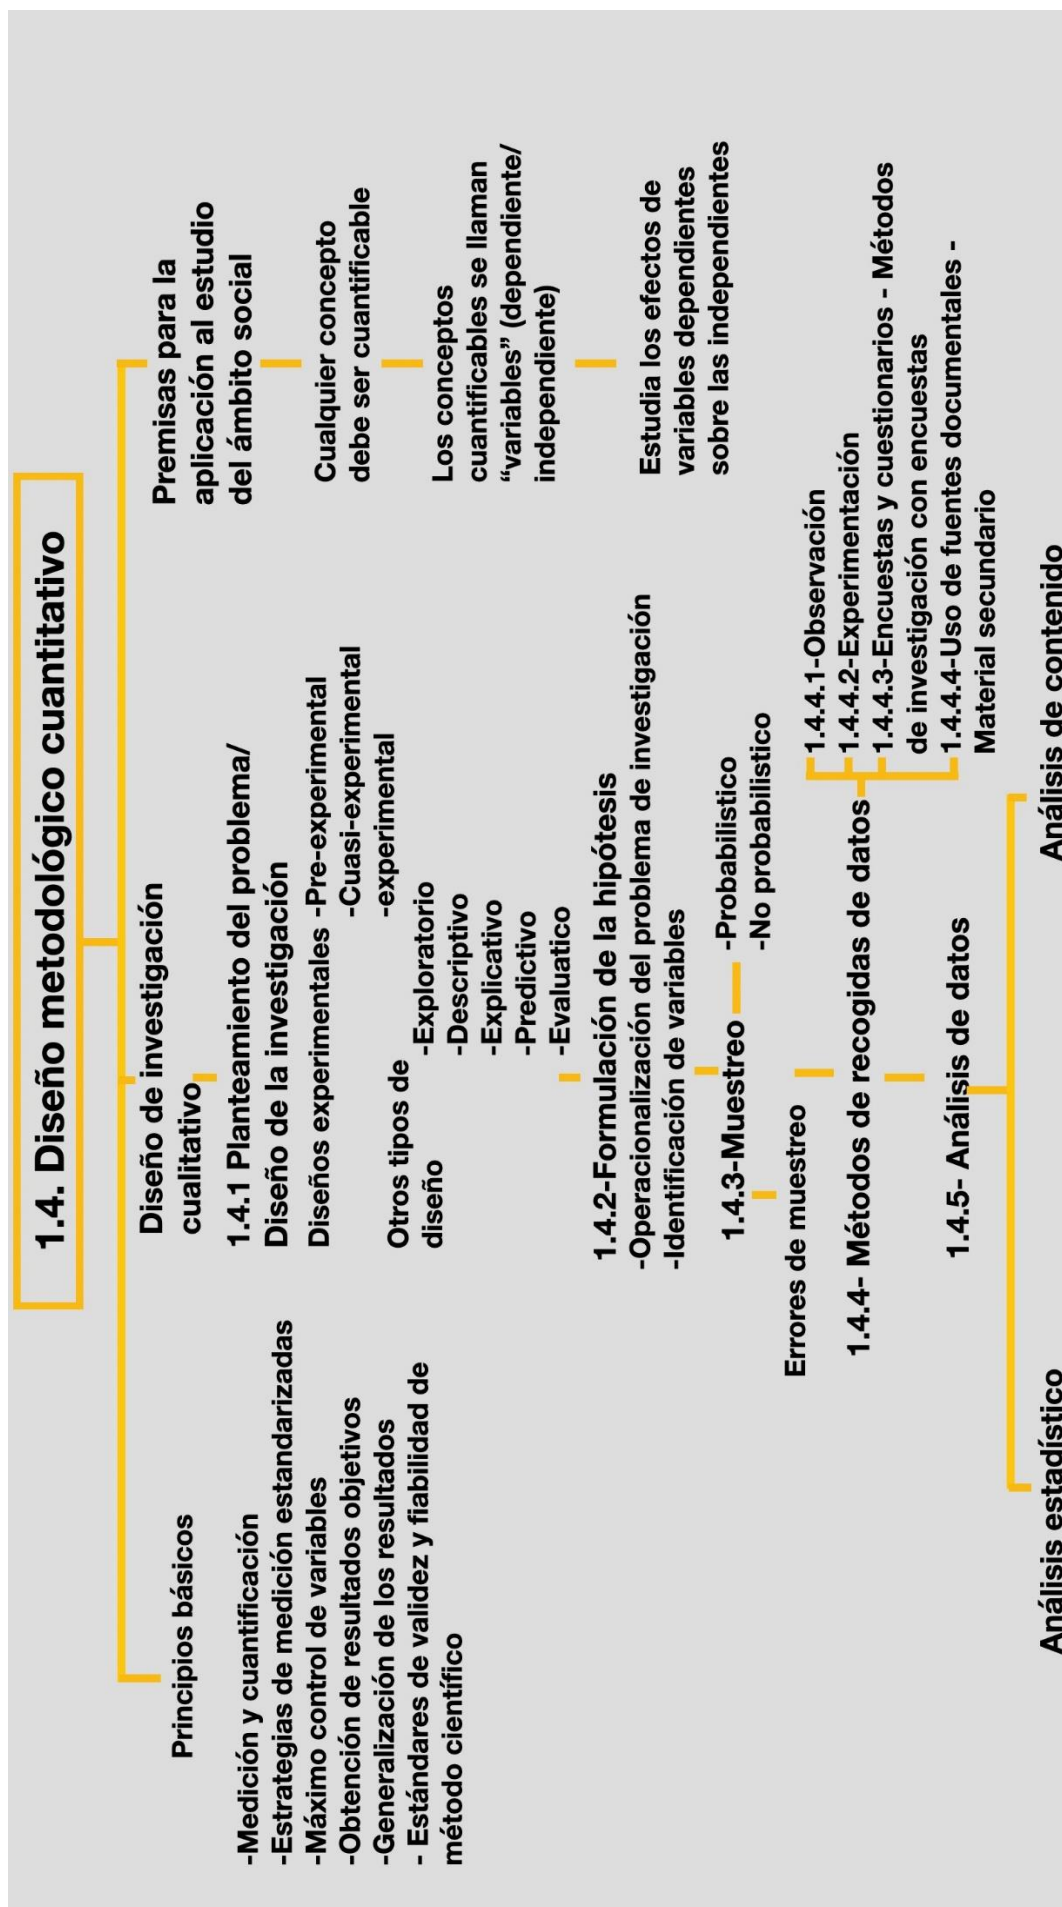 1.4. Diseño metodológico cuantitativo
Principios básicos
-Medición y cuantificación
-Estrategias de medición estandarizadas
-Máximo control de variables
-Obtención de resultados objetivos
-Generalización de los resultados
- Estándares de validez y fiabilidad de
método científico
Diseño de investigación
cualitativo
1.4.1 Planteamiento del problema/
Diseño de la investigación
Diseños experimentales -Pre-experimental
-Cuasi-experimental
-experimental
Otros tipos de
diseño
-Exploratorio
-Descriptivo
-Explicativo
-Predictivo
-Evaluatico
1.4.2-Formulación de la hipótesis
-Operacionalización del problema de investigación
-Identificación de variables
1.4.3-Muestreo
-Probabilistico
-No probabilistico
Errores de muestreo
1.4.4- Métodos de recogidas de datos
1.4.4.1-Observación
1.4.4.2-Experimentación
1.4.4.3-Encuestas y cuestionarios - Métodos
de investigación con encuestas
1.4.4.4-Uso de fuentes documentales -
Material secundario
1.4.5- Análisis de datos
Análisis estadístico
Análisis de contenido
Premisas para la
aplicación al estudio
del ámbito social
Cualquier concepto
debe ser cuantificable
Los conceptos
cuantificables se llaman
“variables” (dependiente/
independiente)
Estudia los efectos de
variables dependientes
sobre las independientes